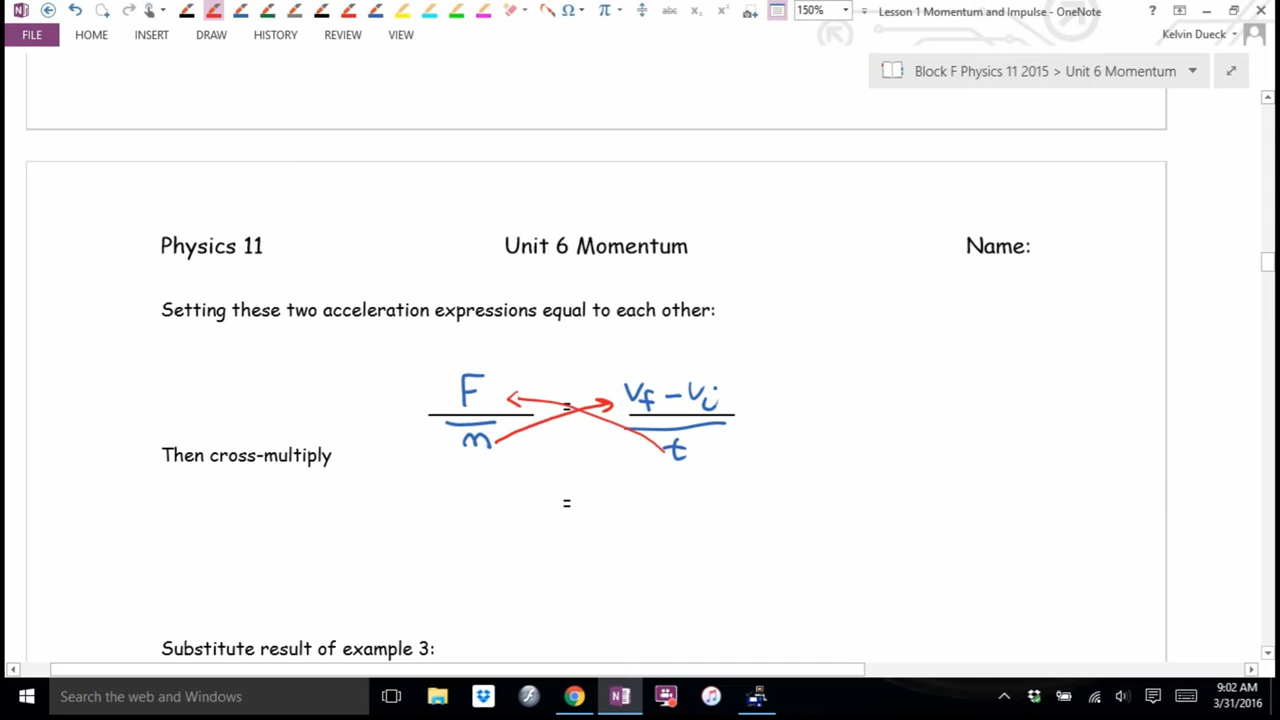 150% Lesson 1 Momentum and Impulse - OneNote ?
FILE HOME INSERT DRAW HISTORY REVIEW VIEW Kelvin Dueck
Block F Physics 11 2015 > Unit 6 Momentum
Physics 11 Unit 6 Momentum Name:
Setting these two acceleration expressions equal to each other:
F = vf - vi
m t
Then cross-multiply
=
Substitute result of example 3:
Search the web and Windows 9:02 AM
3/31/2016